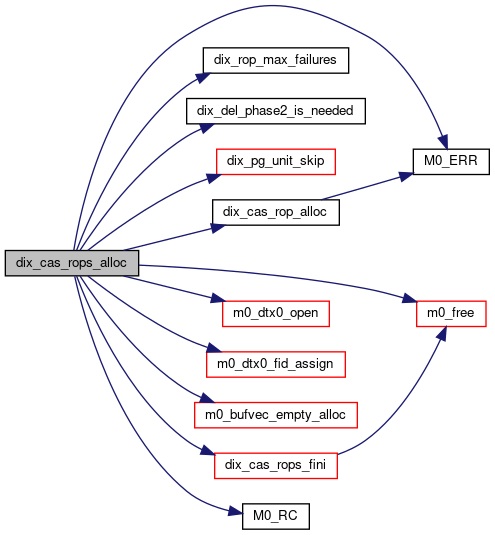 dix_cas_rops_alloc
dix_rop_max_failures
dix_del_phase2_is_needed
dix_pg_unit_skip
dix_cas_rop_alloc
m0_dtx0_open
m0_dtx0_fid_assign
m0_bufvec_empty_alloc
dix_cas_rops_fini
M0_RC
M0_ERR
m0_free